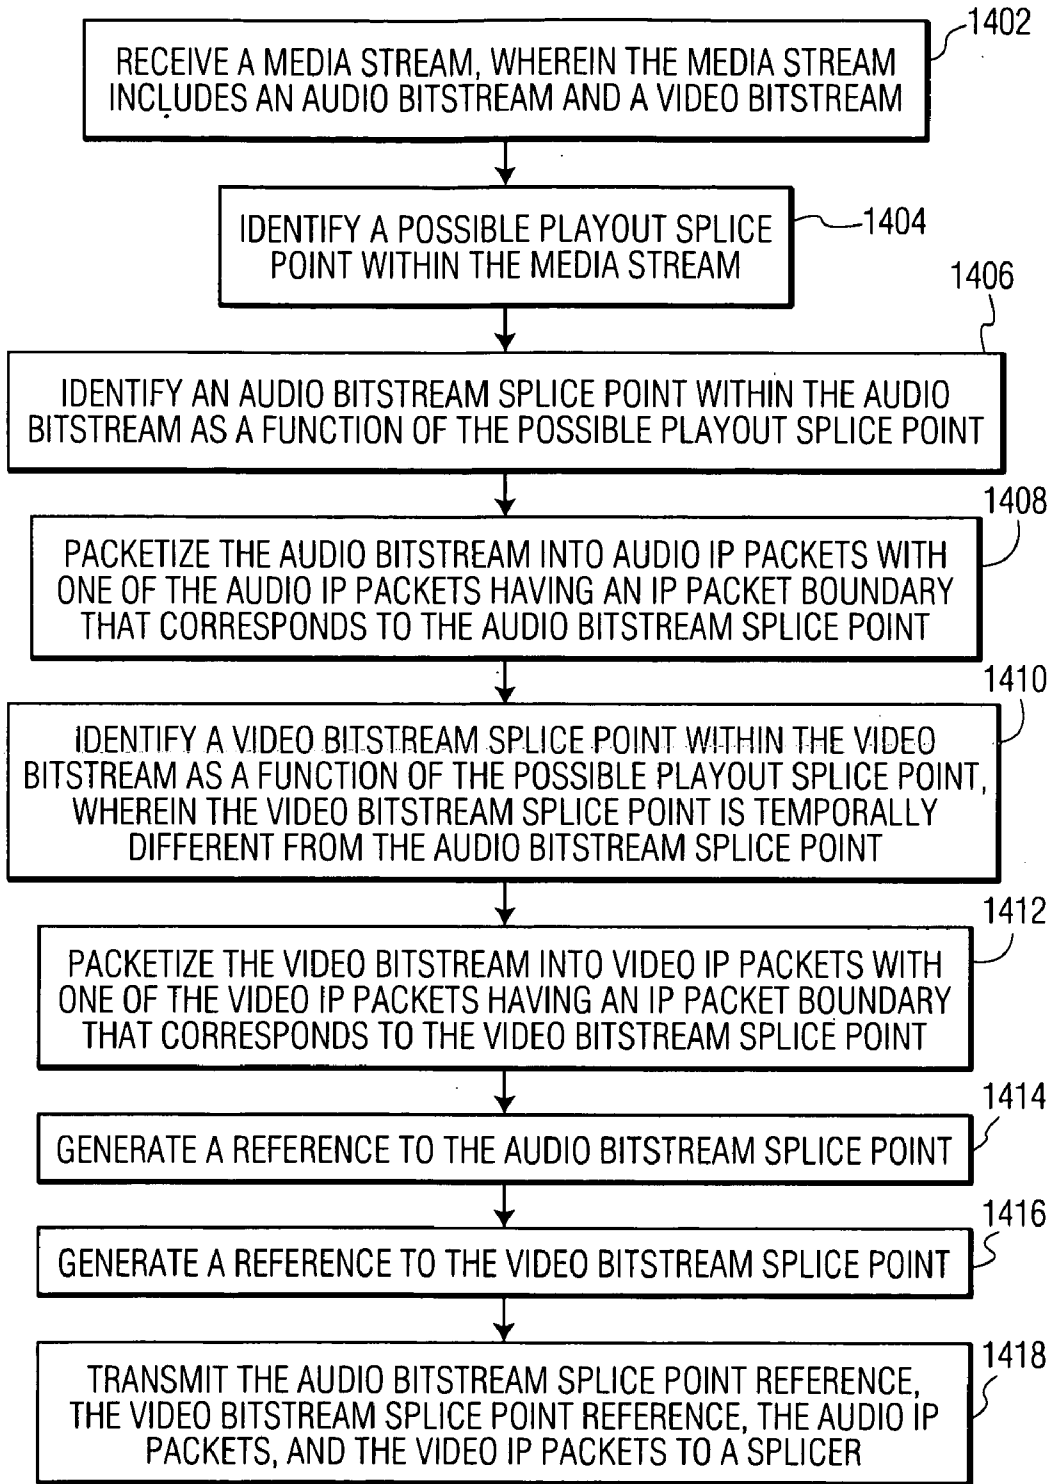 1402
RECEIVE A MEDIA STREAM, WHEREIN THE MEDIA STREAM
INCLUDES AN AUDIO BITSTREAM AND A VIDEO BITSTREAM
1404
IDENTIFY A POSSIBLE PLAYOUT SPLICE
POINT WITHIN THE MEDIA STREAM
1406
IDENTIFY AN AUDIO BITSTREAM SPLICE POINT WITHIN THE AUDIO
BITSTREAM AS A FUNCTION OF THE POSSIBLE PLAYOUT SPLICE POINT
1408
PACKETIZE THE AUDIO BITSTREAM INTO AUDIO IP PACKETS WITH
ONE OF THE AUDIO IP PACKETS HAVING AN IP PACKET BOUNDARY
THAT CORRESPONDS TO THE AUDIO BITSTREAM SPLICE POINT
1410
IDENTIFY A VIDEO BITSTREAM SPLICE POINT WITHIN THE VIDEO
BITSTREAM AS A FUNCTION OF THE POSSIBLE PLAYOUT SPLICE POINT,
WHEREIN THE VIDEO BITSTREAM SPLICE POINT IS TEMPORALLY
DIFFERENT FROM THE AUDIO BITSTREAM SPLICE POINT
1412
PACKETIZE THE VIDEO BITSTREAM INTO VIDEO IP PACKETS WITH
ONE OF THE VIDEO IP PACKETS HAVING AN IP PACKET BOUNDARY
THAT CORRESPONDS TO THE VIDEO BITSTREAM SPLICE POINT
1414
GENERATE A REFERENCE TO THE AUDIO BITSTREAM SPLICE POINT
1416
GENERATE A REFERENCE TO THE VIDEO BITSTREAM SPLICE POINT
1418
TRANSMIT THE AUDIO BITSTREAM SPLICE POINT REFERENCE,
THE VIDEO BITSTREAM SPLICE POINT REFERENCE, THE AUDIO IP
PACKETS, AND THE VIDEO IP PACKETS TO A SPLICER